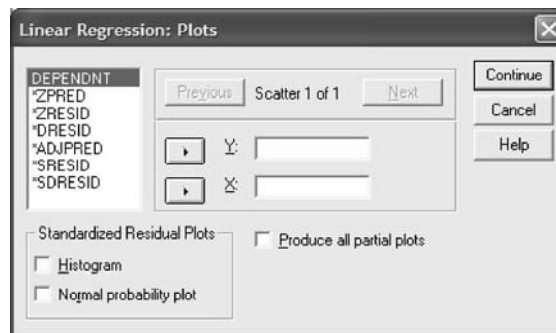 Linear Regression: Plots
DEPENDNT
*ZPRED
*ZRESID
*DRESID
*ADJPRED
*SRESID
*SDRESID
Previous
Scatter 1 of 1
Next
Y:
X:
Continue
Cancel
Help
Standardized Residual Plots
Histogram
Normal probability plot
Produce all partial plots